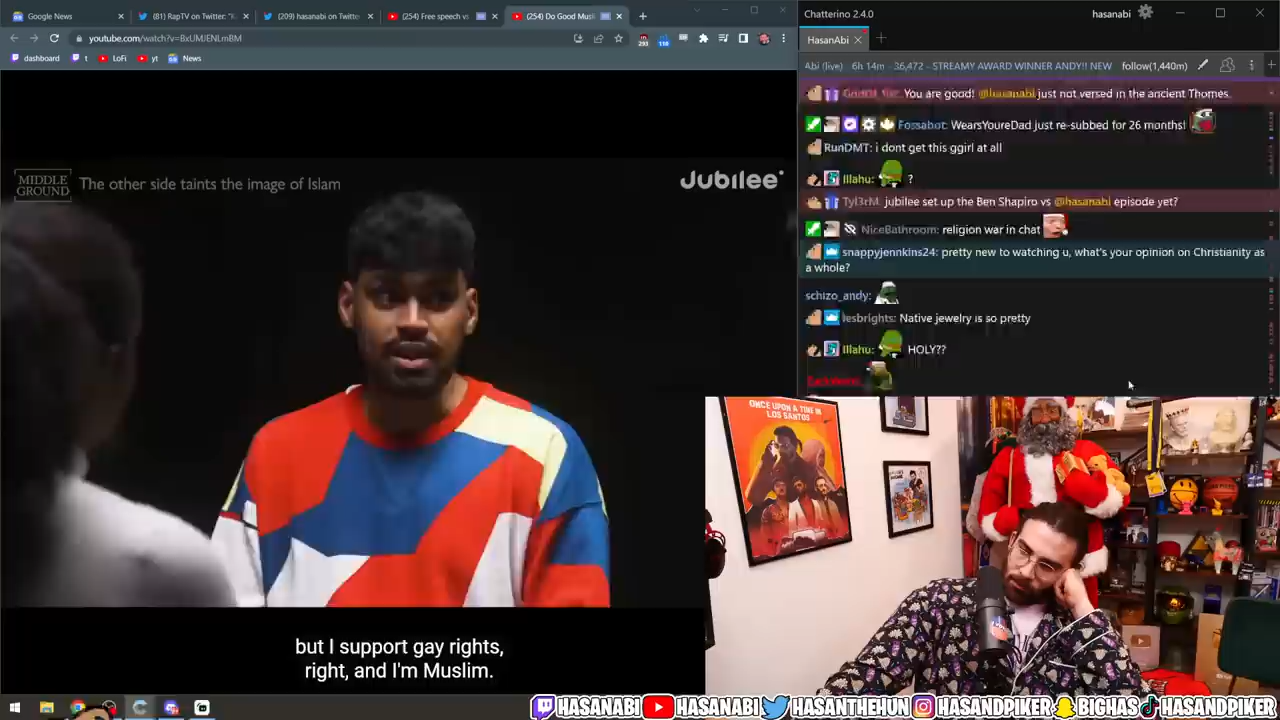 Google News
(81) RapTV on Twitter: "R
(209) hasanabi on Twitte
(254) Free speech vs
(254) Do Good Musl
youtube.com/watch?v=BxUMJENLmBM
293
118
dashboard
t
LoFi
yt
News
MIDDLE GROUND
The other side taints the image of Islam
Jubilee
but I support gay rights,
right, and I'm Muslim.
Chatterino 2.4.0
hasanabi
HasanAbi
Abi (live) 6h 14m - 36,472 - STREAMY AWARD WINNER ANDY!! NEW
follow(1,440m)
You are good! @hasanabi just not versed in the ancient Thomes.
Fossabot: WearsYoureDad just re-subbed for 26 months!
RunDMT: i dont get this ggirl at all
Illahu: ?
Tyl3rM: jubilee set up the Ben Shapiro vs @hasanabi episode yet?
NiceBathroom: religion war in chat
snappyjennkins24: pretty new to watching u, what's your opinion on Christianity as
a whole?
schizo_andy:
lesbrights: Native jewelry is so pretty
Illahu: HOLY??
ONCE UPON A TIME IN
LOS SANTOS
HASANABI HASANABI HASANTHEHUN HASANDPIKER BIGHAS HASANDPIKER